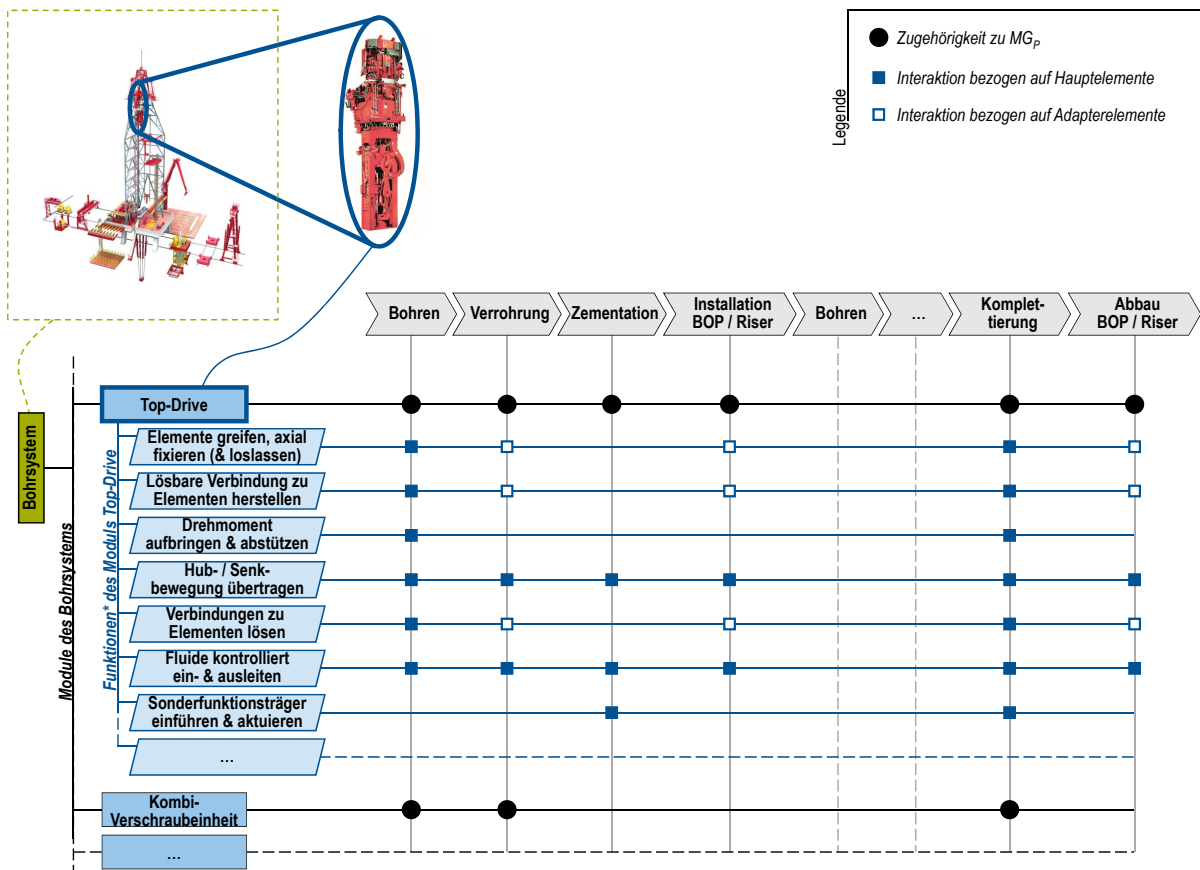 Legende
Zugehörigkeit zu MG_P
Interaktion bezogen auf Hauptelemente
Interaktion bezogen auf Adapterelemente
Bohren
Verrohrung
Zementation
Installation
BOP / Riser
Bohren
...
Komplet-
tierung
Abbau
BOP / Riser
Bohrsystem
Module des Bohrsystems
Top-Drive
Funktionen* des Moduls Top-Drive
Elemente greifen, axial
fixieren (& loslassen)
Lösbare Verbindung zu
Elementen herstellen
Drehmoment
aufbringen & abstützen
Hub- / Senk-
bewegung übertragen
Verbindungen zu
Elementen lösen
Fluide kontrolliert
ein- & ausleiten
Sonderfunktionsträger
einführen & aktuieren
...
Kombi-
Verschraubeinheit
...